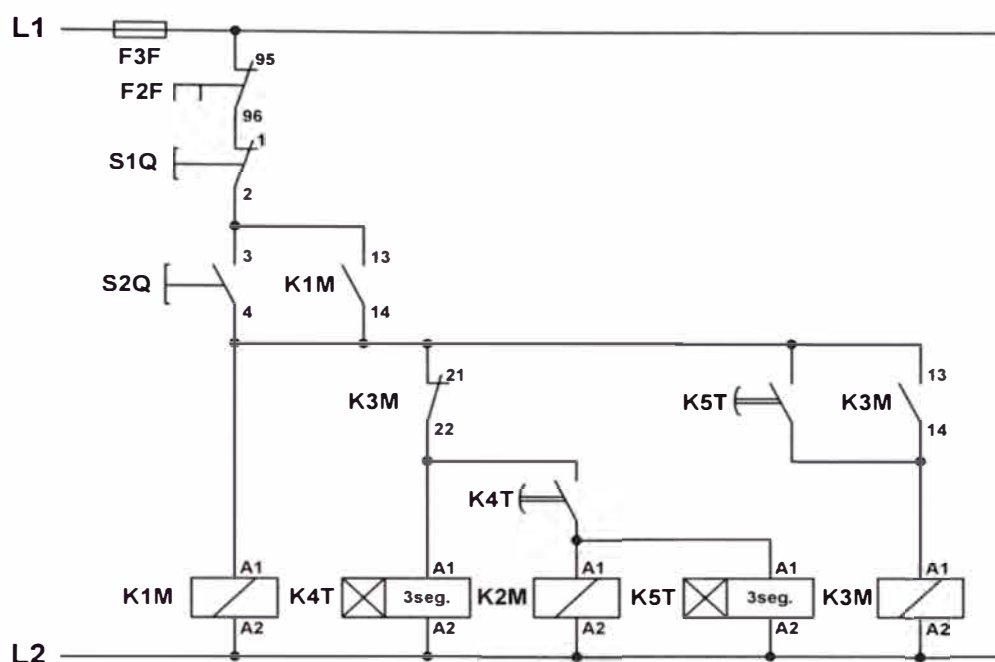 L1
F3F
95
F2F
96
1
S1Q
2
3
13
S2Q
K1M
4
14
21
13
K3M
K5T
K3M
22
14
K4T
A1
A1
A1
A1
A1
K1M
K4T
3seg.
K2M
K5T
3seg.
K3M
A2
A2
A2
A2
A2
L2